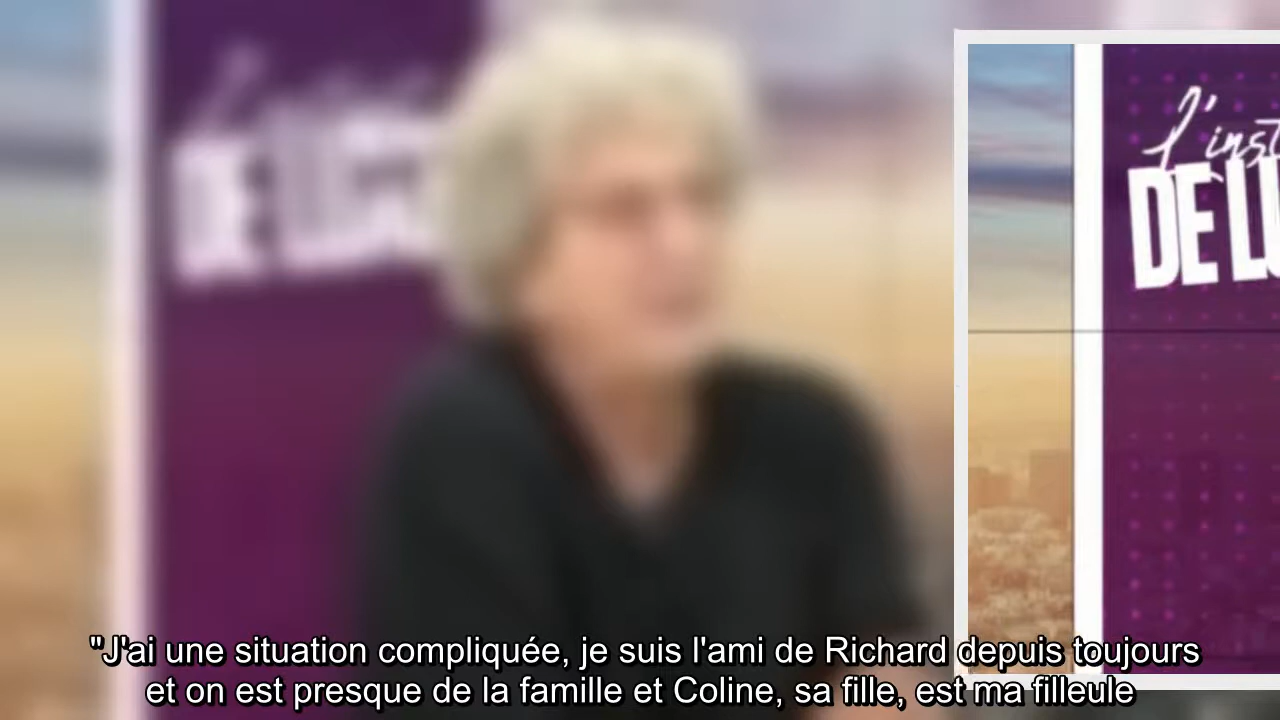 l'inst
DE LU
"J'ai une situation compliquée, je suis l'ami de Richard depuis toujours
et on est presque de la famille et Coline, sa fille, est ma filleule